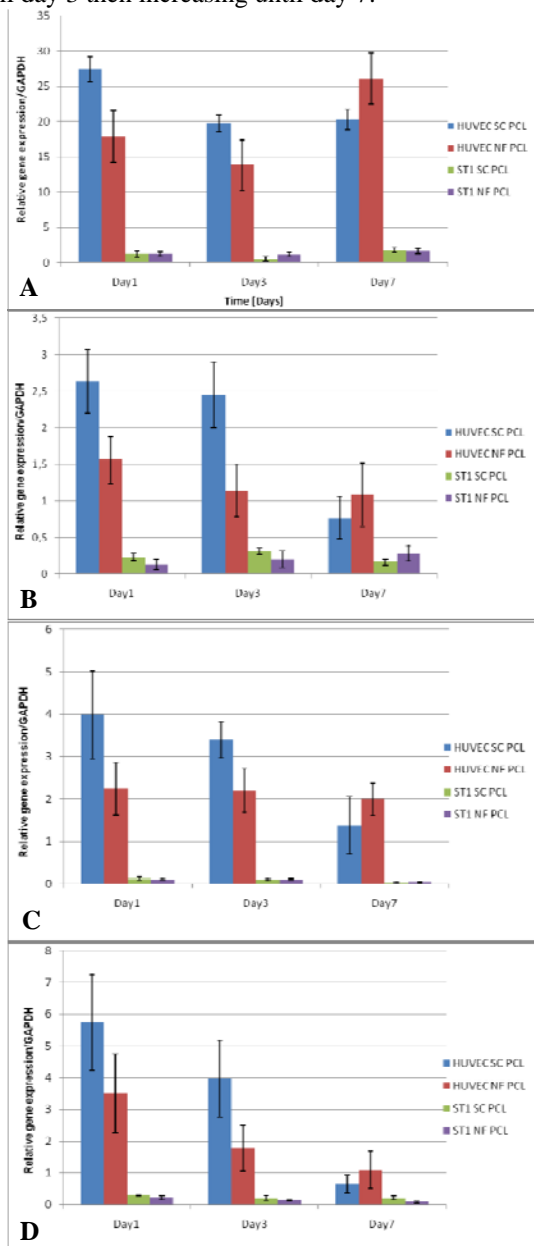 n day 3 then increasing until day 7.
Relative gene expression/GAPDH
35
30
25
20
15
10
5
0
Day1
Day3
Day7
Time [Days]
HUVEC SC PCL
HUVEC NF PCL
ST1 SC PCL
ST1 NF PCL
A
Relative gene expression/GAPDH
3,5
3
2,5
2
1,5
1
0,5
0
Day1
Day3
Day7
HUVEC SC PCL
HUVEC NF PCL
ST1 SC PCL
ST1 NF PCL
B
Relative gene expression/GAPDH
6
5
4
3
2
1
0
Day1
Day3
Day7
HUVEC SC PCL
HUVEC NF PCL
ST1 SC PCL
ST1 NF PCL
C
Relative gene expression/GAPDH
8
7
6
5
4
3
2
1
0
Day1
Day3
Day7
HUVEC SC PCL
HUVEC NF PCL
ST1 SC PCL
ST1 NF PCL
D